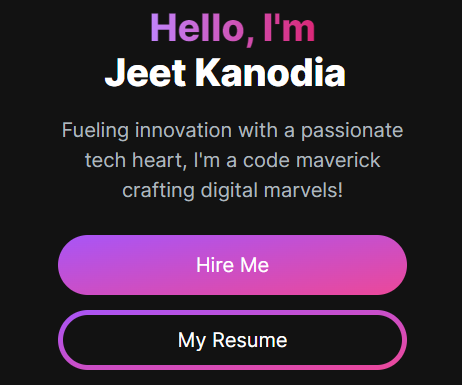 Hello, I'm
Jeet Kanodia
Fueling innovation with a passionate
tech heart, I'm a code maverick
crafting digital marvels!
Hire Me
My Resume